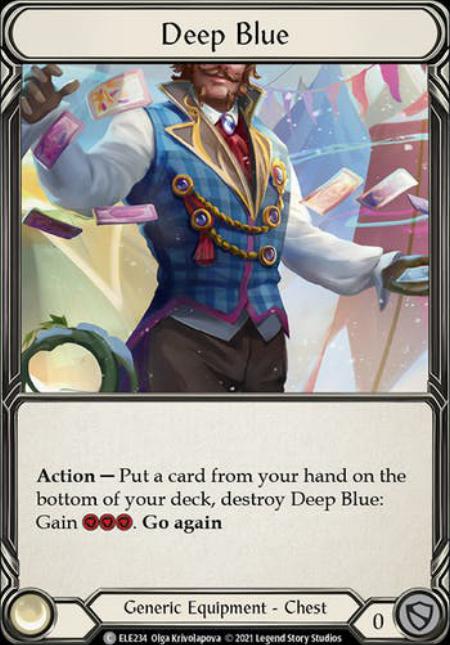 Deep Blue
Action — Put a card from your hand on the
bottom of your deck, destroy Deep Blue:
Gain . Go again
Generic Equipment - Chest
0
C ELE234 Olga Krivolapova © 2021 Legend Story Studios